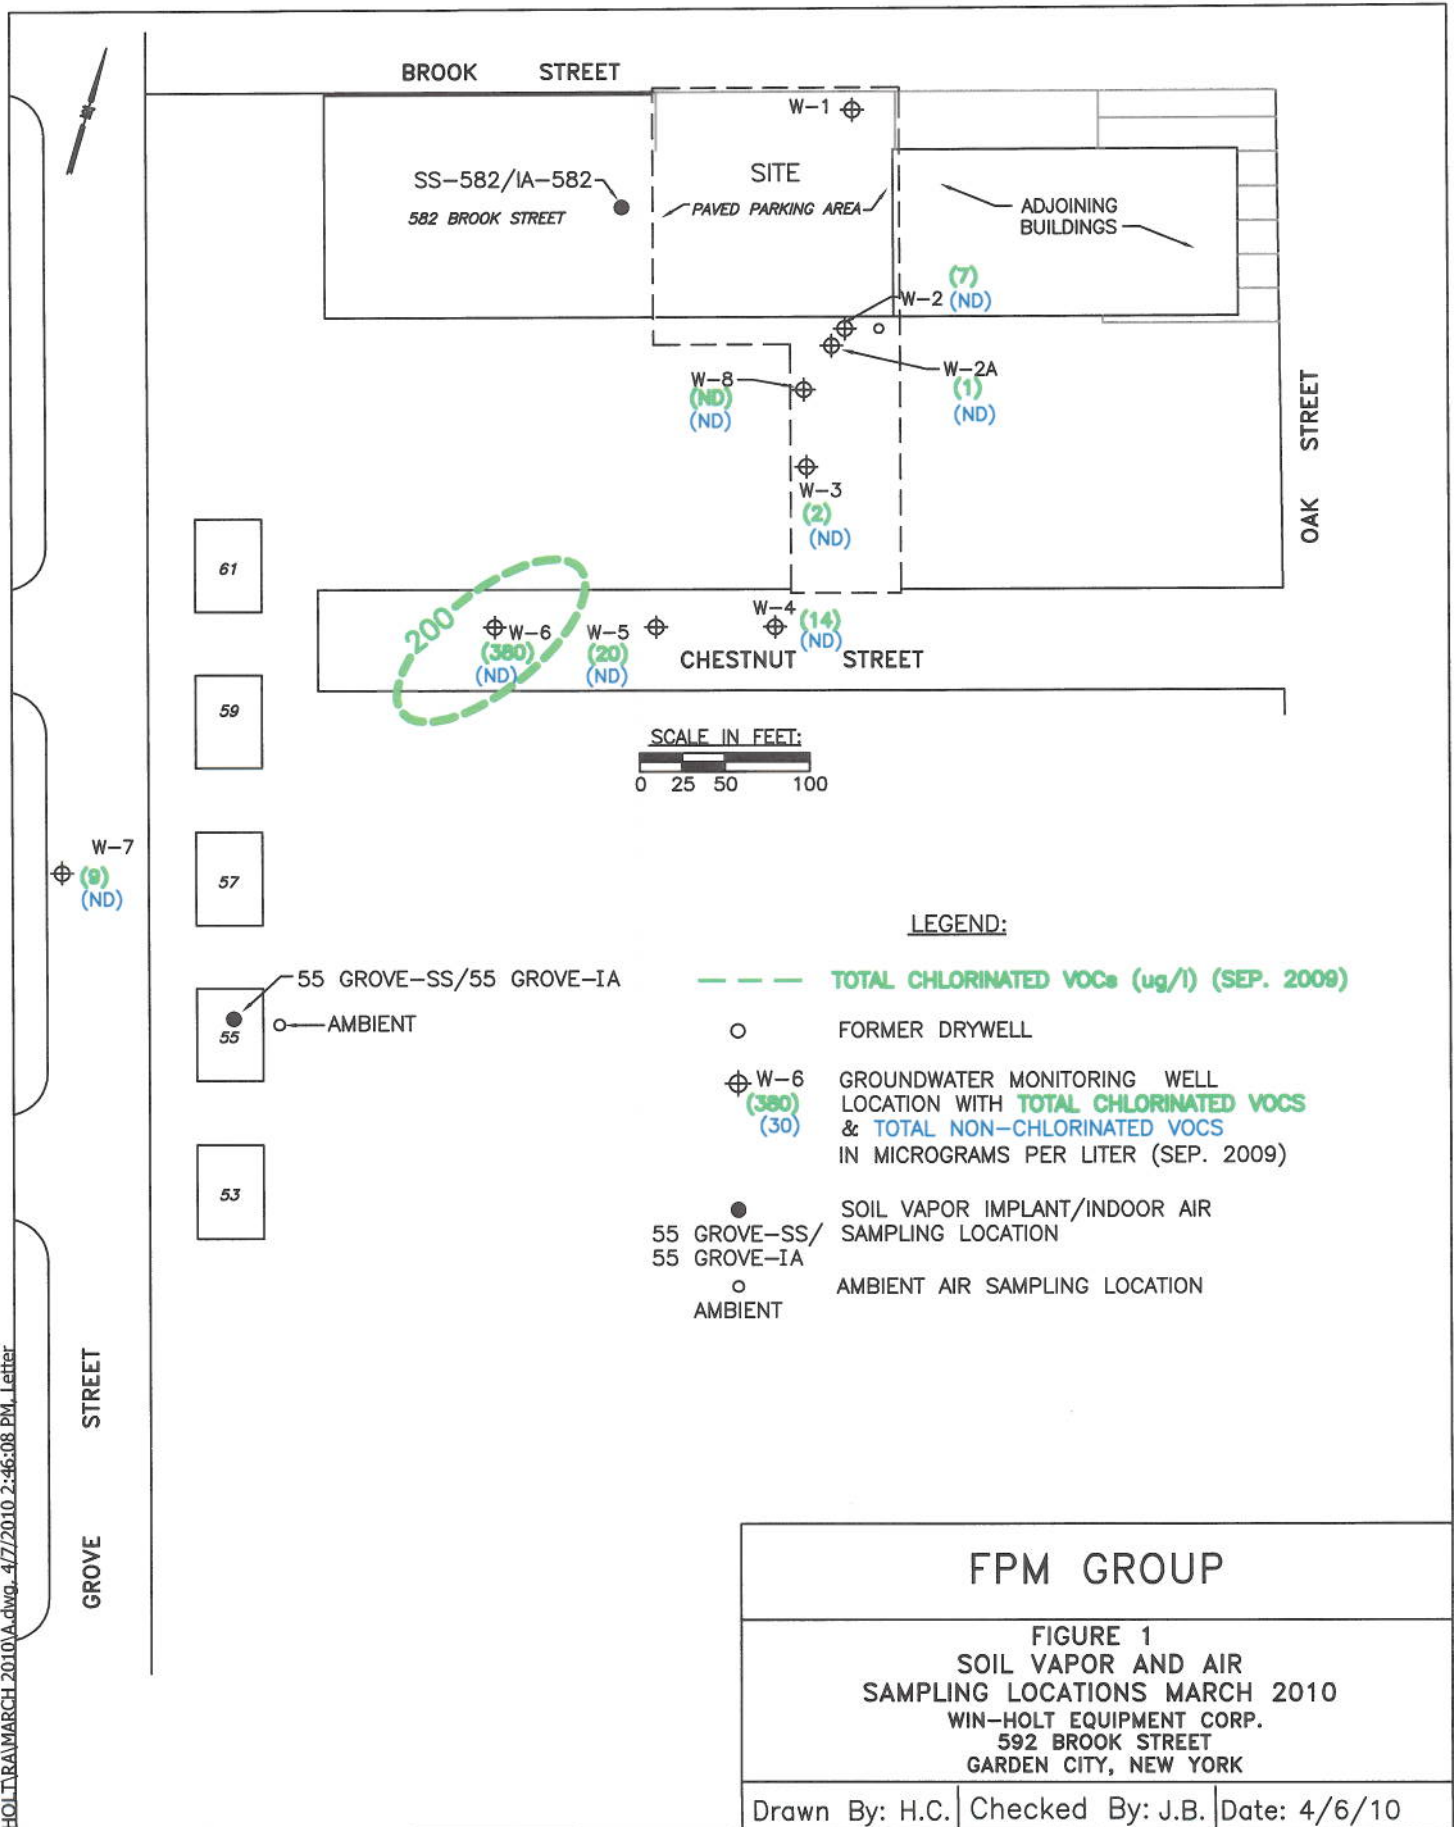 BROOK STREET
W-1
SITE
SS-582/IA-582
582 BROOK STREET
PAVED PARKING AREA
ADJOINING
BUILDINGS
(7)
W-2 (ND)
W-2A
(1)
(ND)
W-8
(ND)
(ND)
W-3
(2)
(ND)
OAK STREET
61
200
W-6
(380)
(ND)
W-5
(20)
(ND)
W-4
(14)
(ND)
CHESTNUT STREET
59
SCALE IN FEET:
0 25 50 100
W-7
(9)
(ND)
57
55 GROVE-SS/55 GROVE-IA
AMBIENT
55
53
GROVE STREET
LEGEND:
TOTAL CHLORINATED VOCs (ug/l) (SEP. 2009)
FORMER DRYWELL
W-6
(380)
(30)
GROUNDWATER MONITORING WELL
LOCATION WITH TOTAL CHLORINATED VOCS
& TOTAL NON-CHLORINATED VOCS
IN MICROGRAMS PER LITER (SEP. 2009)
55 GROVE-SS/
55 GROVE-IA
SOIL VAPOR IMPLANT/INDOOR AIR
SAMPLING LOCATION
AMBIENT
AMBIENT AIR SAMPLING LOCATION
HOLT\RA\MARCH 2010\A.dwg, 4/7/2010 2:46:08 PM, Letter
FPM GROUP
FIGURE 1
SOIL VAPOR AND AIR
SAMPLING LOCATIONS MARCH 2010
WIN-HOLT EQUIPMENT CORP.
592 BROOK STREET
GARDEN CITY, NEW YORK
Drawn By: H.C. Checked By: J.B. Date: 4/6/10